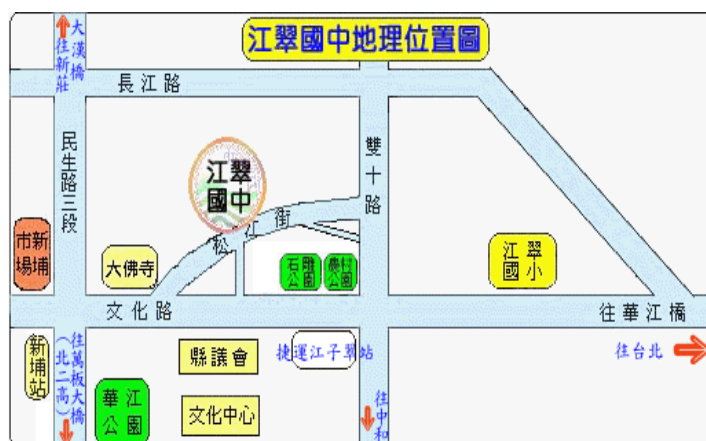 江翠國中地理位置圖
大漢橋
往新莊
長江路
民生路三段
雙十路
江翠
國中
松江街
新埔
市場
大佛寺
石雕
公園
農村
公園
江翠
國小
文化路
往華江橋
新埔站
往萬板大橋
(北二高)
縣議會
捷運江子翠站
往台北
華江
公園
文化中心
往中和